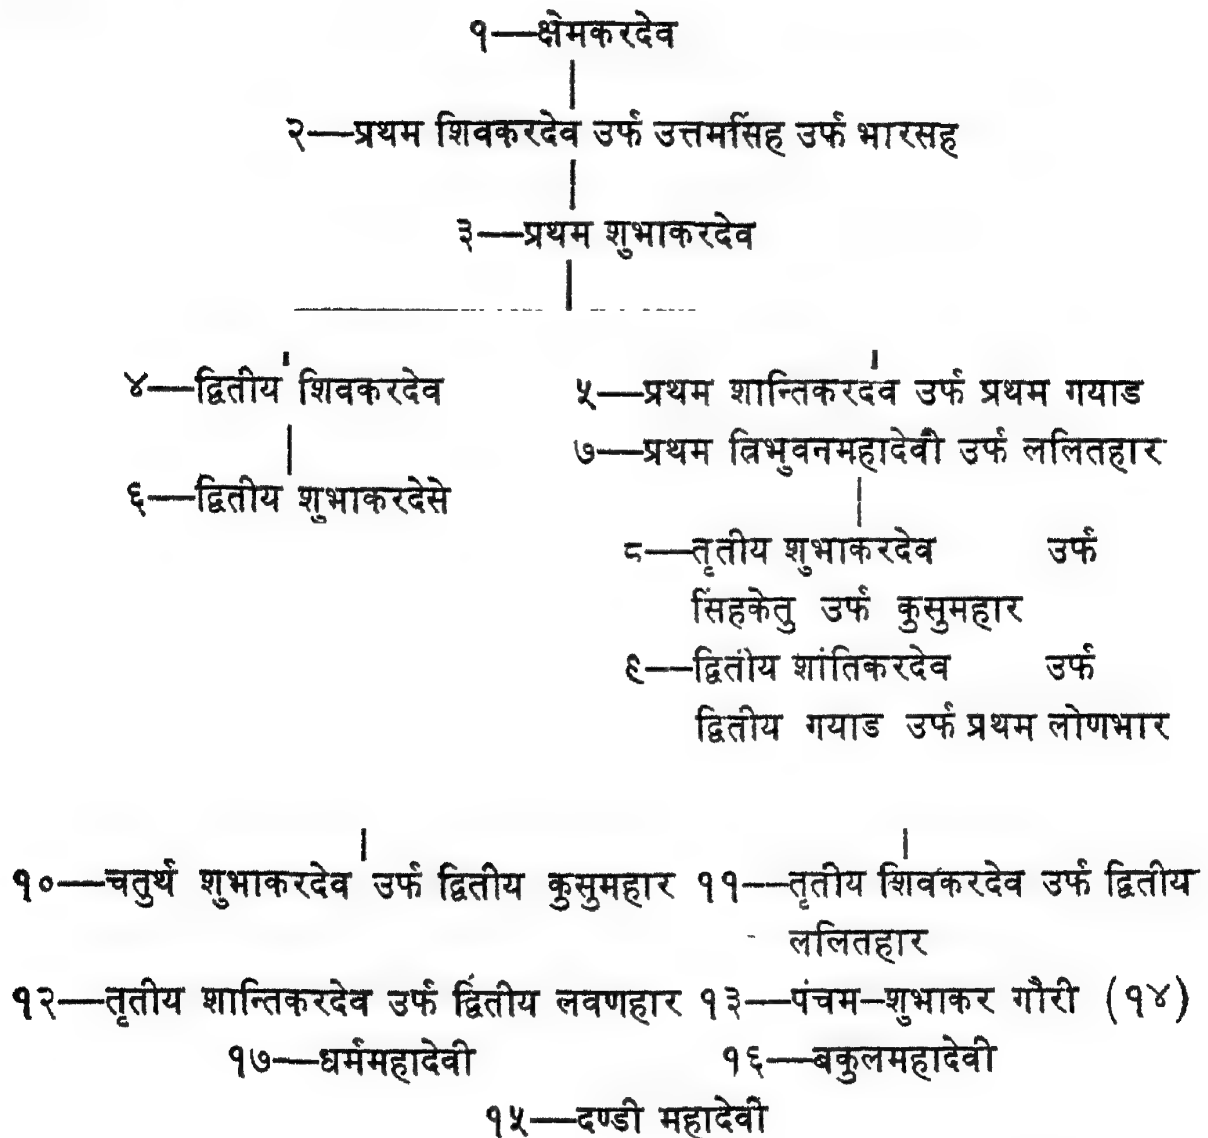 १—क्षेमकरदेव
२—प्रथम शिवकरदेव उर्फ उत्तमसिंह उर्फ भारसह
३—प्रथम शुभाकरदेव
४—द्वितीय शिवकरदेव
५—प्रथम शान्तिकरदेव उर्फ प्रथम गयाड
७—प्रथम त्रिभुवनमहादेवी उर्फ ललितहार
६—द्वितीय शुभाकरदेसे
८—तृतीय शुभाकरदेव उर्फ
सिंहकेतु उर्फ कुसुमहार
९—द्वितीय शांतिकरदेव उर्फ
द्वितीय गयाड उर्फ प्रथम लोणभार
१०—चतुर्थ शुभाकरदेव उर्फ द्वितीय कुसुमहार ११—तृतीय शिवकरदेव उर्फ द्वितीय
ललितहार
१२—तृतीय शान्तिकरदेव उर्फ द्वितीय लवणहार १३—पंचम-शुभाकर गौरी (१४)
१७—धर्ममहादेवी १६—बकुलमहादेवी
१५—दण्डी महादेवी